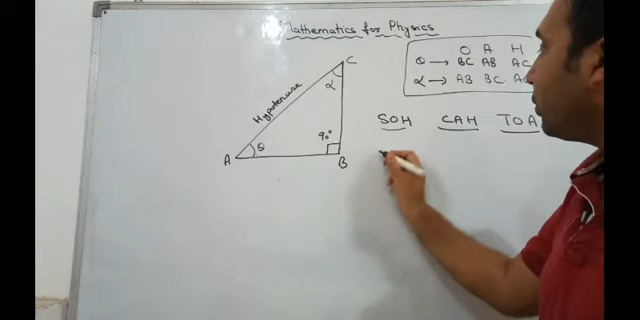 Mathematics for Physics
O A H
θ → BC AB AC
α → AB BC. AC
C
α
Hypotenuse
90°
θ
A
B
SOH CAH TOA